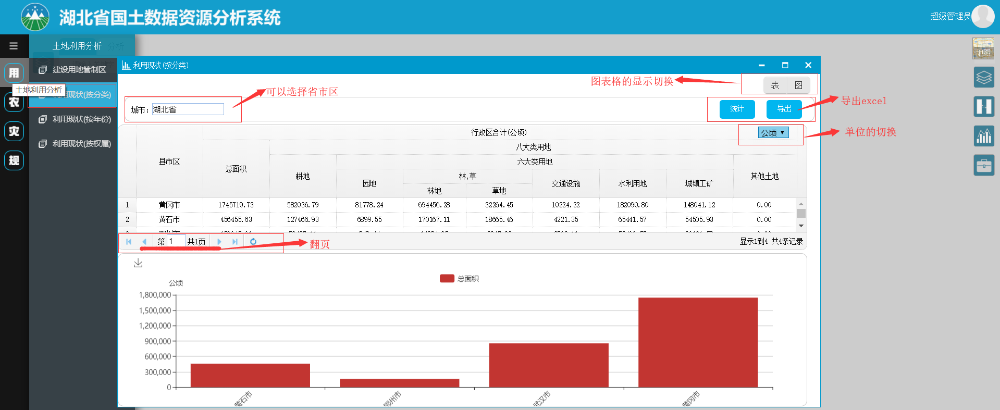 湖北省国土数据资源分析系统
超级管理员
土地利用分析
分析
地图
用
建设用地管制区
土地利用分析
利用现状(按分类)
农
利用现状(按年份)
灾
利用现状(按权属)
规
利用现状(按分类)
图表格的显示切换
表 图
可以选择省市区
城市: 湖北省
统计 导出
导出excel
行政区合计(公顷)
公顷 ▼
单位的切换
八大类用地
六大类用地
县市区 总面积 耕地 园地 林,草 交通设施 水利用地 城镇工矿 其他土地
林地 草地
1 黄冈市 1745719.73 582036.79 81778.24 694456.28 32264.45 10224.22 182090.80 148041.12 0.00
2 黄石市 456455.63 127466.93 6899.55 170167.11 18665.46 4221.35 65441.57 54505.93 0.00
第 1 共1页
显示1到4 共4条记录
翻页
总面积
公顷
1,800,000
1,500,000
1,200,000
900,000
600,000
300,000
0
黄石市 鄂州市 武汉市 黄冈市